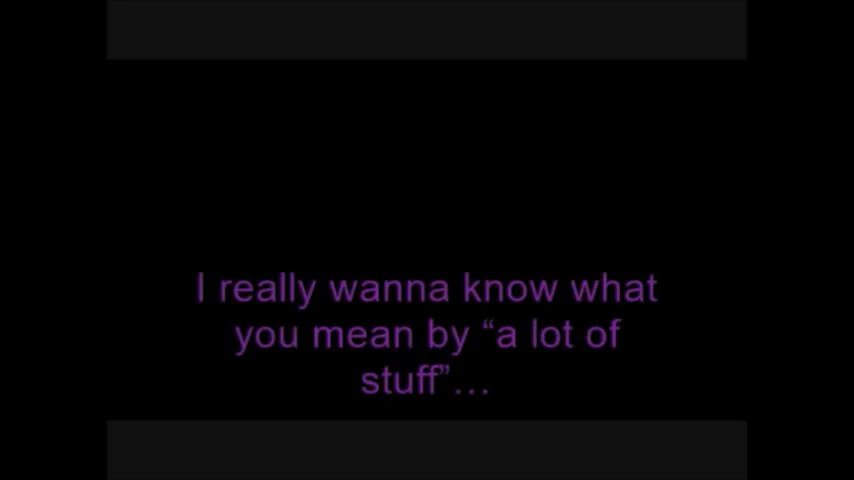 I really wanna know what
you mean by “a lot of
stuff”...